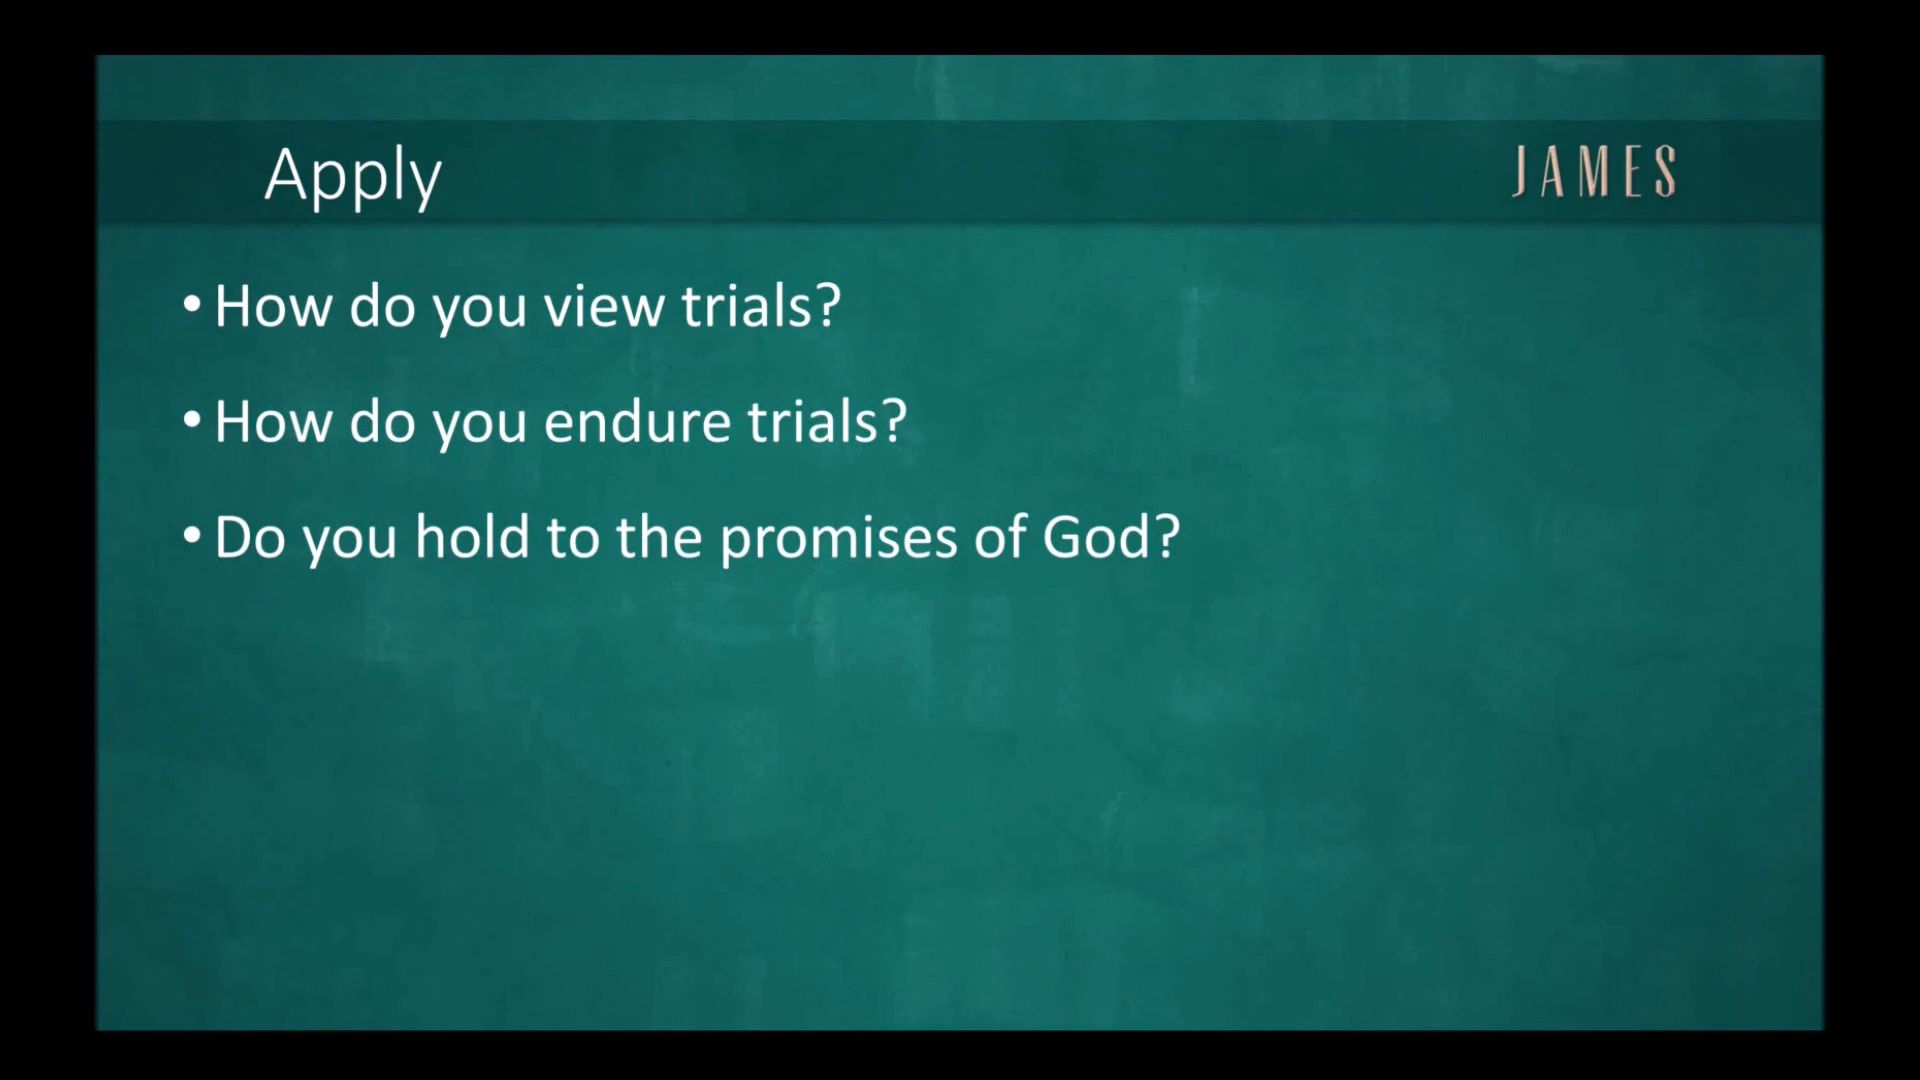 Apply
JAMES
• How do you view trials?
• How do you endure trials?
• Do you hold to the promises of God?